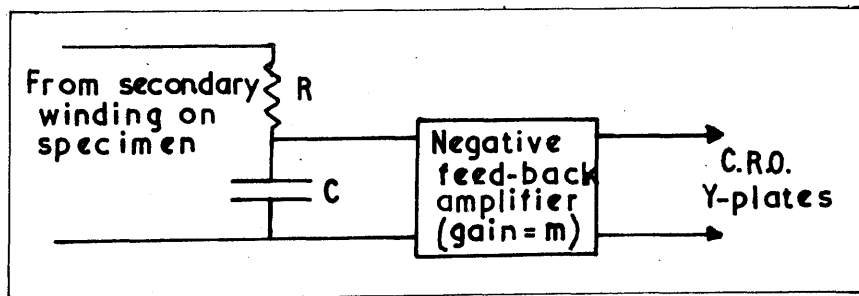 From secondary
winding on
specimen
R
C
Negative
feed-back
amplifier
(gain = m)
C.R.O.
Y-plates